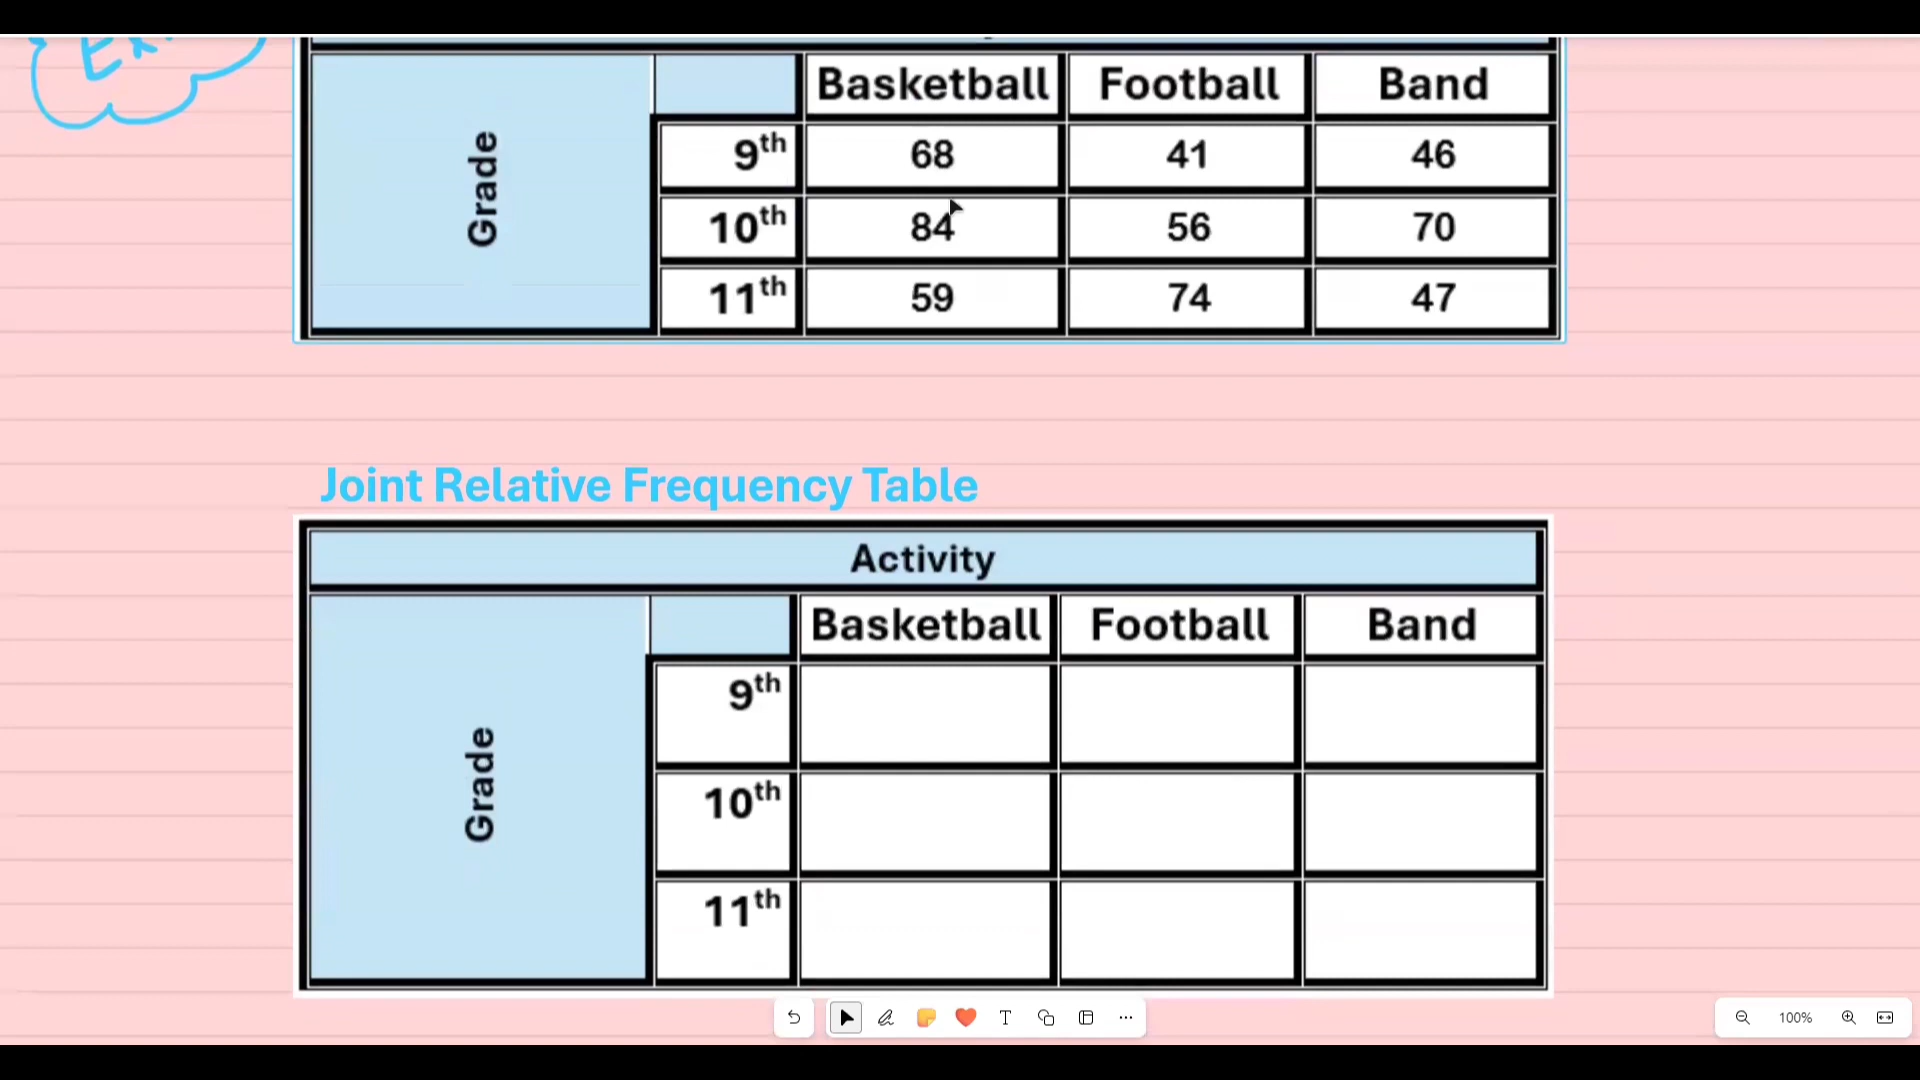 Ex.
Basketball Football Band
Grade
9th 68 41 46
10th 84 56 70
11th 59 74 47
Joint Relative Frequency Table
Activity
Basketball Football Band
Grade
9th
10th
11th
T
100%